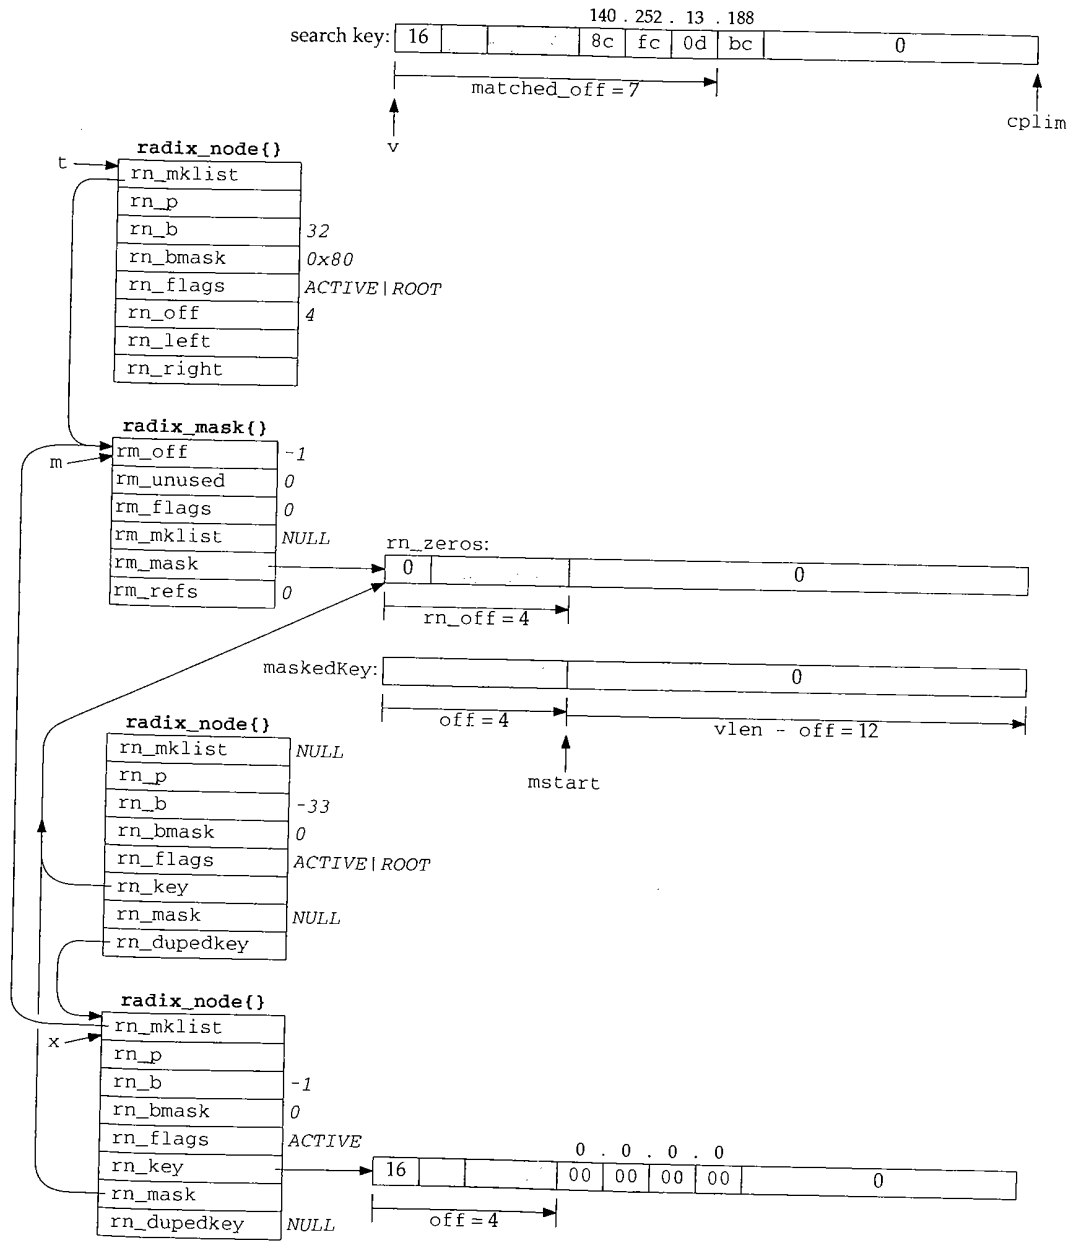 140 . 252 . 13 . 188
search key: 16 8c fc 0d bc 0
matched_off = 7
v
cplim
radix_node{}
t
rn_mklist
rn_p
rn_b 32
rn_bmask 0x80
rn_flags ACTIVE|ROOT
rn_off 4
rn_left
rn_right
radix_mask{}
rm_off -1
m
rm_unused 0
rm_flags 0
rm_mklist NULL
rm_mask
rm_refs 0
rn_zeros:
0 0
rn_off = 4
maskedKey: 0
off = 4 vlen - off = 12
mstart
radix_node{}
rn_mklist NULL
rn_p
rn_b -33
rn_bmask 0
rn_flags ACTIVE|ROOT
rn_key
rn_mask NULL
rn_dupedkey
radix_node{}
rn_mklist
x
rn_p
rn_b -1
rn_bmask 0
rn_flags ACTIVE
rn_key
rn_mask
rn_dupedkey NULL
0 . 0 . 0 . 0
16 00 00 00 00 0
off = 4